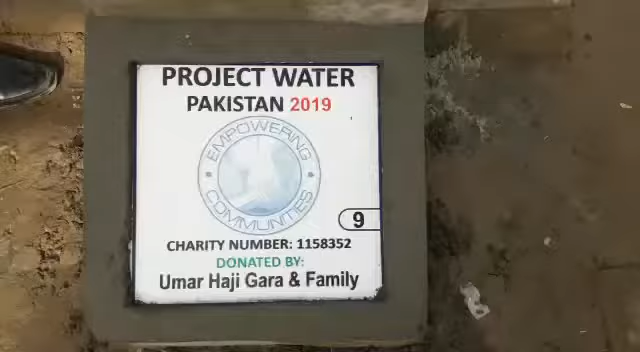 PROJECT WATER
PAKISTAN 2019
EMPOWERING
COMMUNITIES
9
CHARITY NUMBER: 1158352
DONATED BY:
Umar Haji Gara & Family